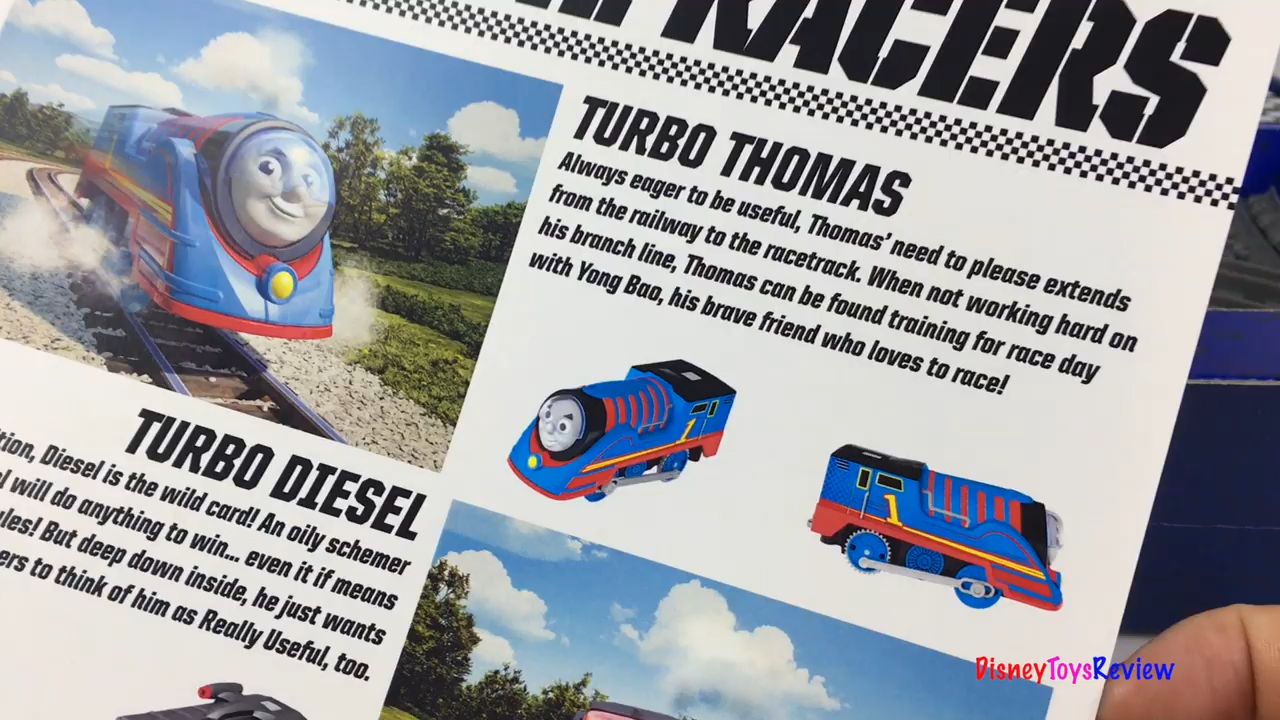 RACERS
TURBO THOMAS
Always eager to be useful, Thomas' need to please extends
from the railway to the racetrack. When not working hard on
his branch line, Thomas can be found training for race day
with Yong Bao, his brave friend who loves to race!
1
1
TURBO DIESEL
Diesel is the wild card! An oily schemer
will do anything to win... even it if means
But deep down inside, he just wants
to think of him as Really Useful, too.
DisneyToysReview